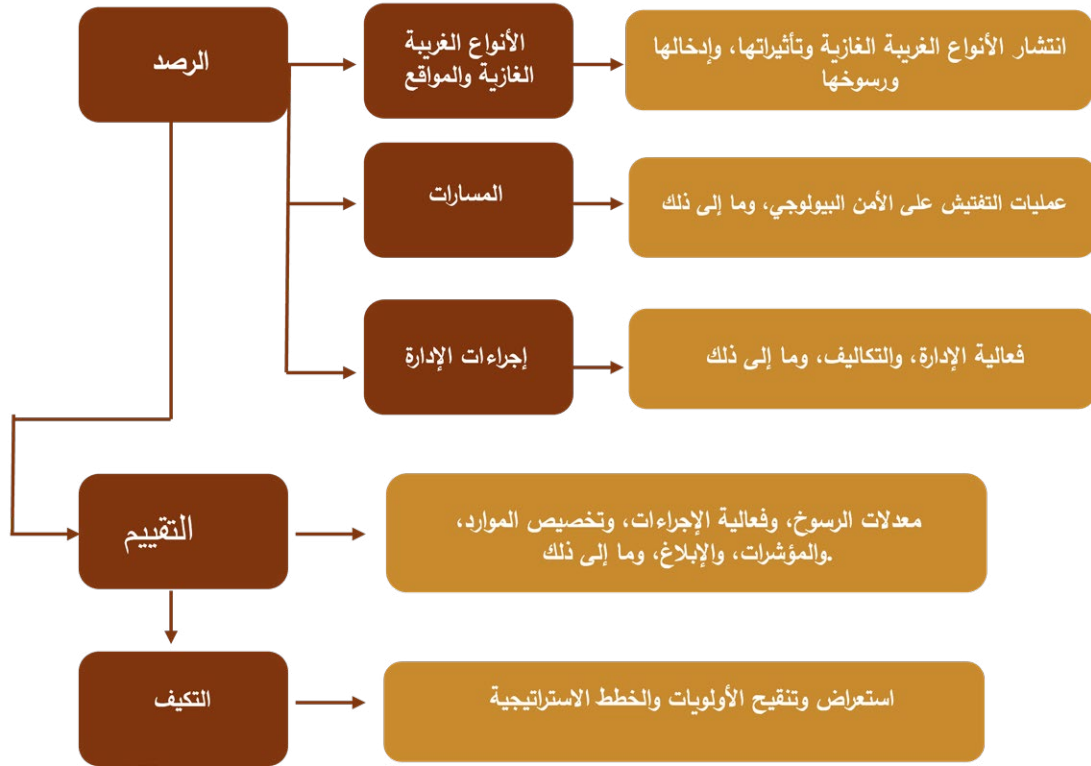 الرصد
الأنواع الغريبة
الغازية والمواقع
انتشار الأنواع الغريبة الغازية وتأثيراتها، وإدخالها
ورسوخها
المسارات
عمليات التفتيش على الأمن البيولوجي، وما إلى ذلك
إجراءات الإدارة
فعالية الإدارة، والتكاليف، وما إلى ذلك
التقييم
معدلات الرسوخ، وفعالية الإجراءات، وتخصيص الموارد،
.والمؤشرات، والإبلاغ، وما إلى ذلك
التكيف
استعراض وتنقيح الأولويات والخطط الاستراتيجية